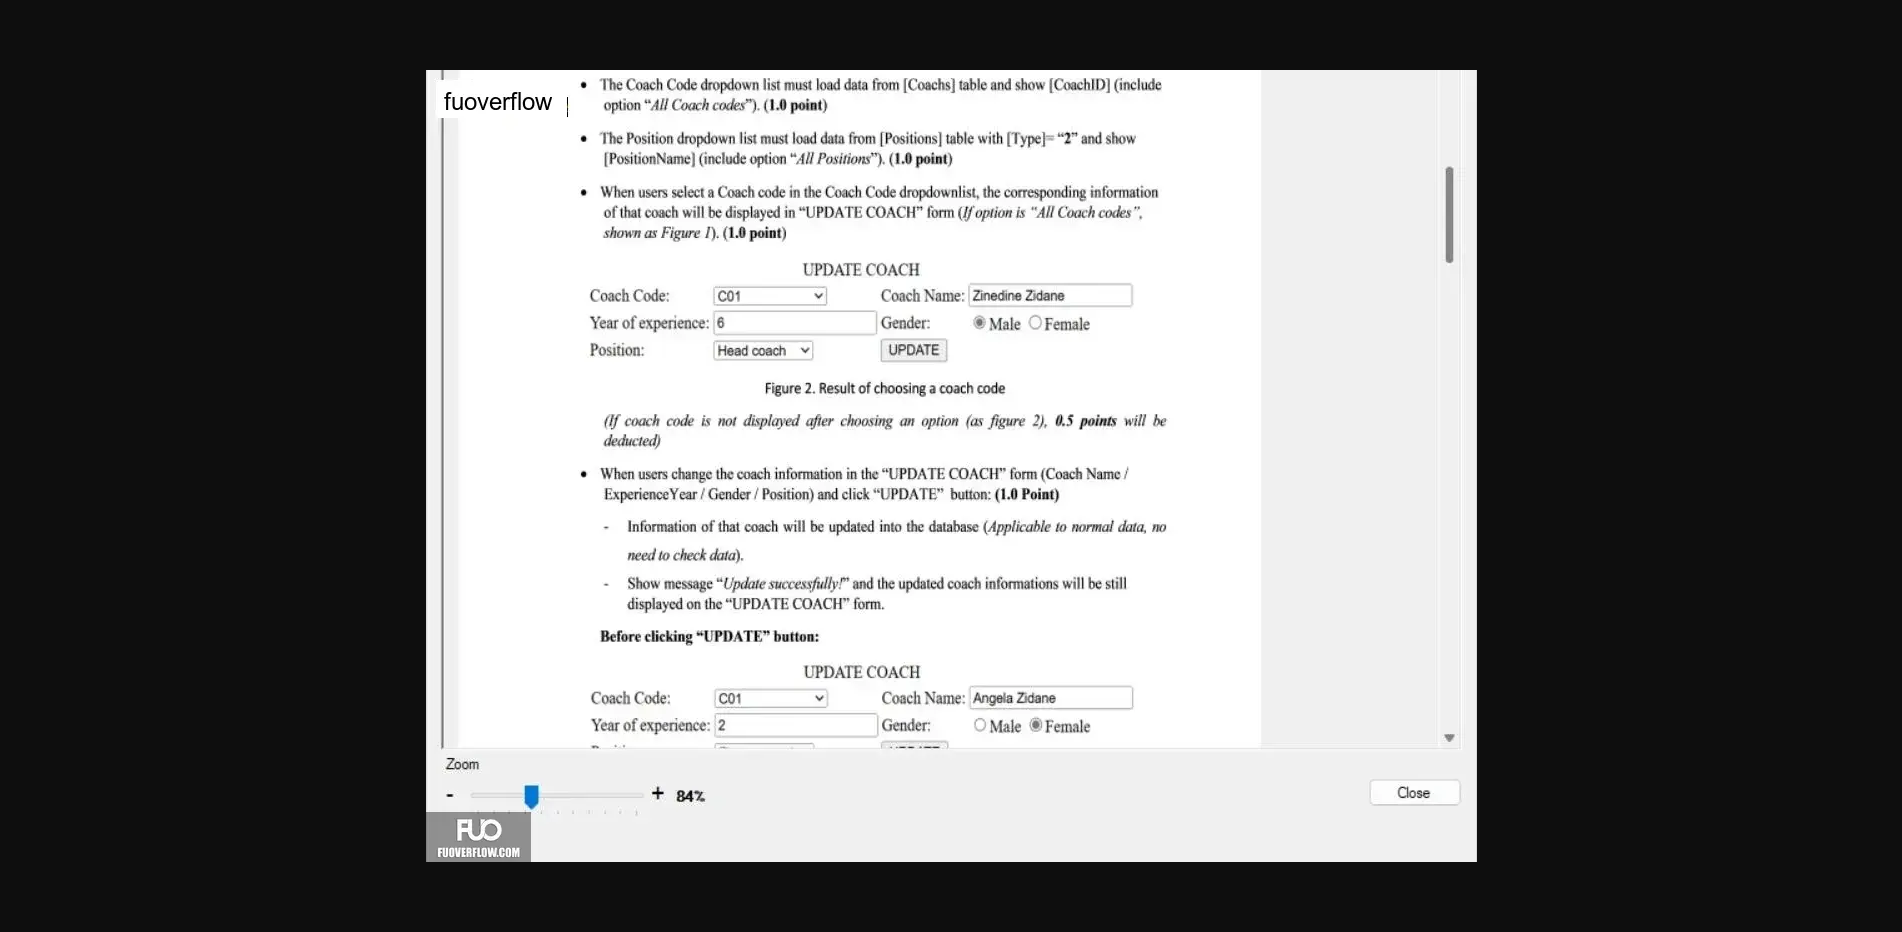 fuoverflow
• The Coach Code dropdown list must load data from [Coachs] table and show [CoachID] (include
option “All Coach codes”). (1.0 point)
• The Position dropdown list must load data from [Positions] table with [Type]= “2” and show
[PositionName] (include option “All Positions”). (1.0 point)
• When users select a Coach code in the Coach Code dropdownlist, the corresponding information
of that coach will be displayed in “UPDATE COACH” form (If option is “All Coach codes”,
shown as Figure 1). (1.0 point)
UPDATE COACH
Coach Code: C01 Coach Name: Zinedine Zidane
Year of experience: 6 Gender: Male Female
Position: Head coach UPDATE
Figure 2. Result of choosing a coach code
(If coach code is not displayed after choosing an option (as figure 2), 0.5 points will be
deducted)
• When users change the coach information in the “UPDATE COACH” form (Coach Name /
ExperienceYear / Gender / Position) and click “UPDATE” button: (1.0 Point)
- Information of that coach will be updated into the database (Applicable to normal data, no
need to check data).
- Show message “Update successfully!” and the updated coach informations will be still
displayed on the “UPDATE COACH” form.
Before clicking “UPDATE” button:
UPDATE COACH
Coach Code: C01 Coach Name: Angela Zidane
Year of experience: 2 Gender: Male Female
Zoom
- + 84%
Close
FUO
FUOVERFLOW.COM